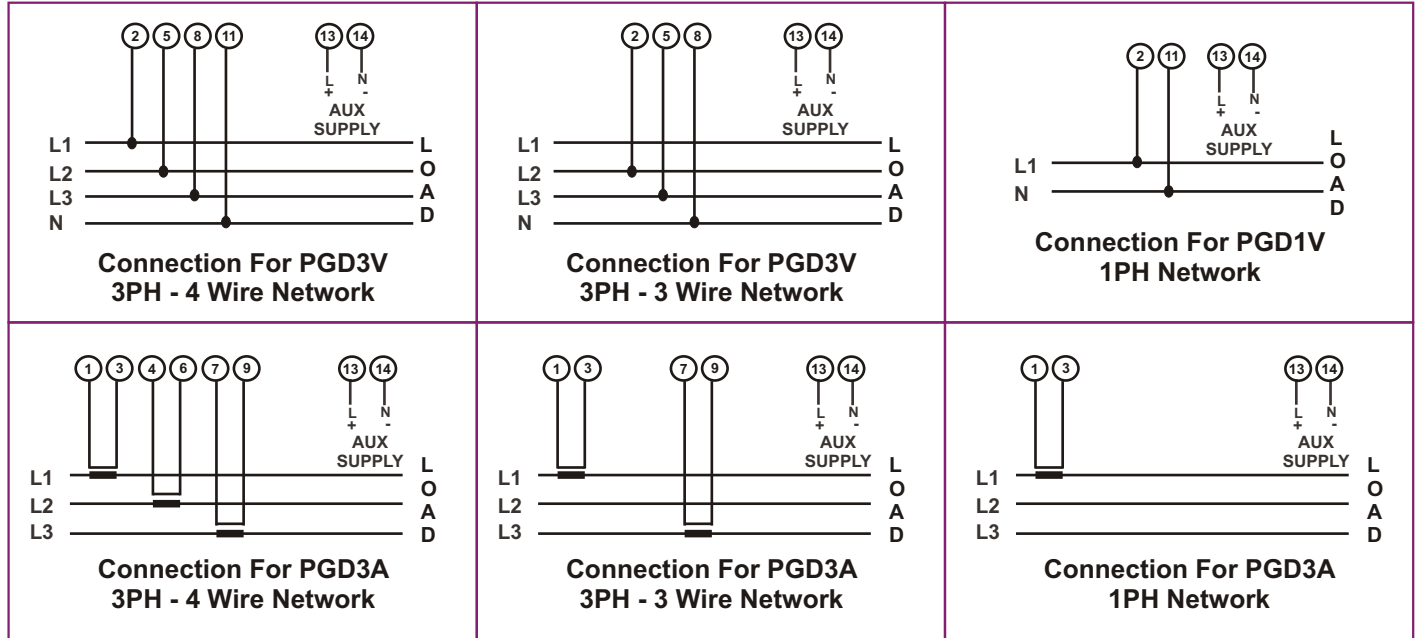 2 5 8 11 13 14
L N
+ -
AUX
SUPPLY
L1 L
L2 O
L3 A
N D
Connection For PGD3V
3PH - 4 Wire Network
2 5 8 13 14
L N
+ -
AUX
SUPPLY
L1 L
L2 O
L3 A
N D
Connection For PGD3V
3PH - 3 Wire Network
2 11 13 14
L N
+ -
AUX
SUPPLY
L
L1 O
N A
D
Connection For PGD1V
1PH Network
1 3 4 6 7 9 13 14
L N
+ -
AUX
SUPPLY
L1 L
L2 O
A
L3 D
Connection For PGD3A
3PH - 4 Wire Network
1 3 7 9 13 14
L N
+ -
AUX
SUPPLY
L1 L
L2 O
A
L3 D
Connection For PGD3A
3PH - 3 Wire Network
1 3 13 14
L N
+ -
AUX
SUPPLY
L1 L
L2 O
A
L3 D
Connection For PGD3A
1PH Network